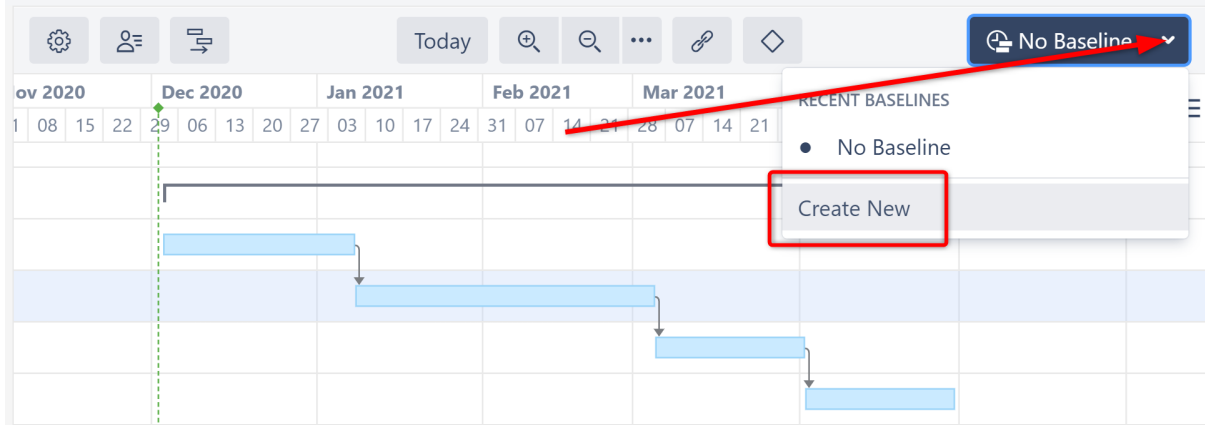 Today
No Baseline
ov 2020 Dec 2020 Jan 2021 Feb 2021 Mar 2021
1 08 15 22 29 06 13 20 27 03 10 17 24 31 07 14 21 28 07 14 21
RECENT BASELINES
No Baseline
Create New